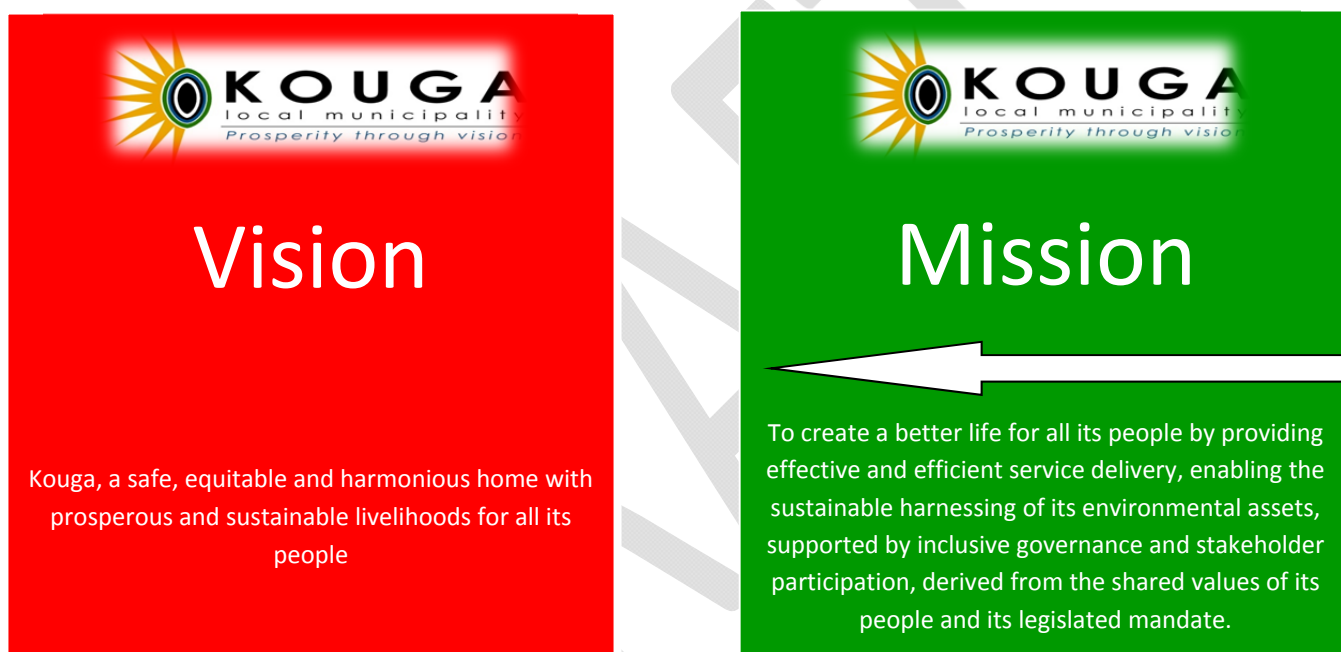 KOUGA
local municipality
Prosperity through vision
Vision
Kouga, a safe, equitable and harmonious home with
prosperous and sustainable livelihoods for all its
people
KOUGA
local municipality
Prosperity through vision
Mission
To create a better life for all its people by providing
effective and efficient service delivery, enabling the
sustainable harnessing of its environmental assets,
supported by inclusive governance and stakeholder
participation, derived from the shared values of its
people and its legislated mandate.